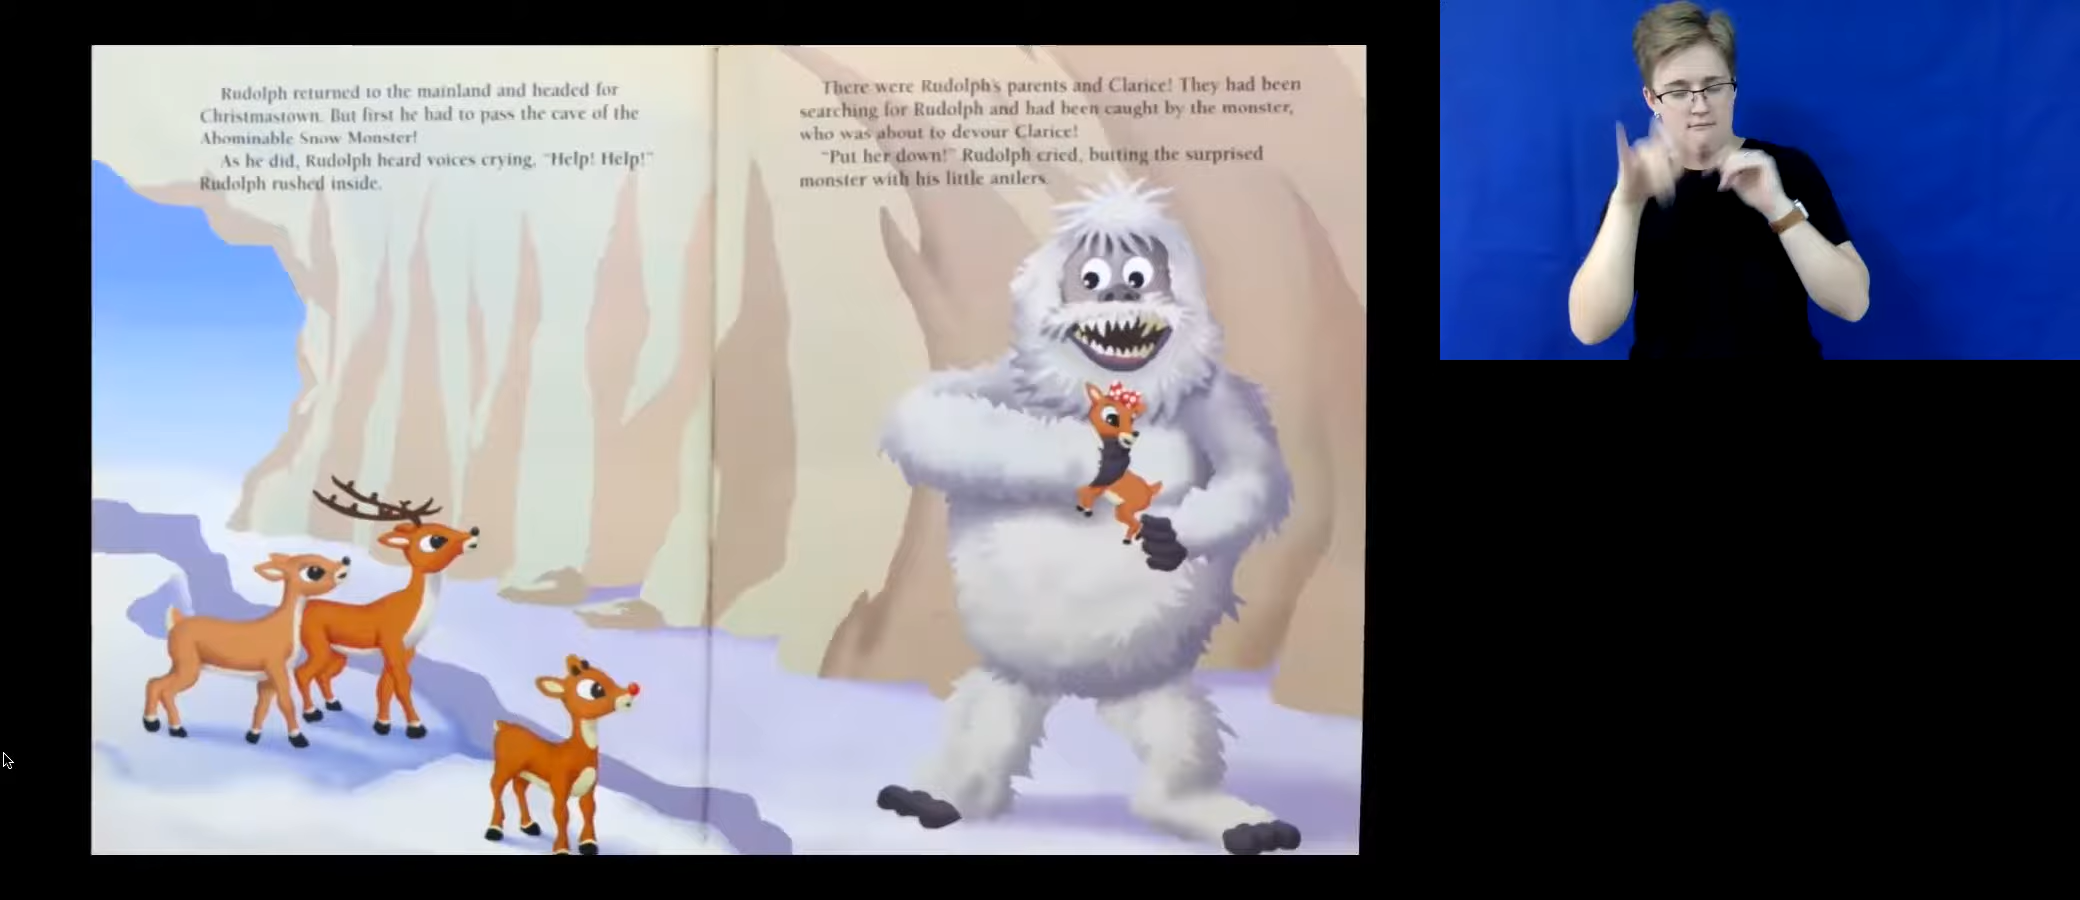 Rudolph returned to the mainland and headed for
Christmastown. But first he had to pass the cave of the
Abominable Snow Monster!
As he did, Rudolph heard voices crying, "Help! Help!"
Rudolph rushed inside.
There were Rudolph's parents and Clarice! They had been
searching for Rudolph and had been caught by the monster,
who was about to devour Clarice!
"Put her down!" Rudolph cried, butting the surprised
monster with his little antlers.